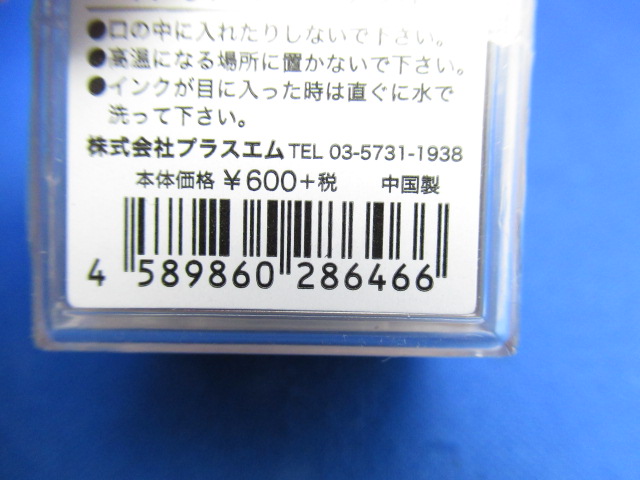 ●口の中に入れたりしないで下さい。
●高温になる場所に置かないで下さい。
●インクが目に入った時は直ぐに水で
洗って下さい。
株式会社プラスエム TEL 03-5731-1938
本体価格 ¥600+税 中国製
4 589860 286466